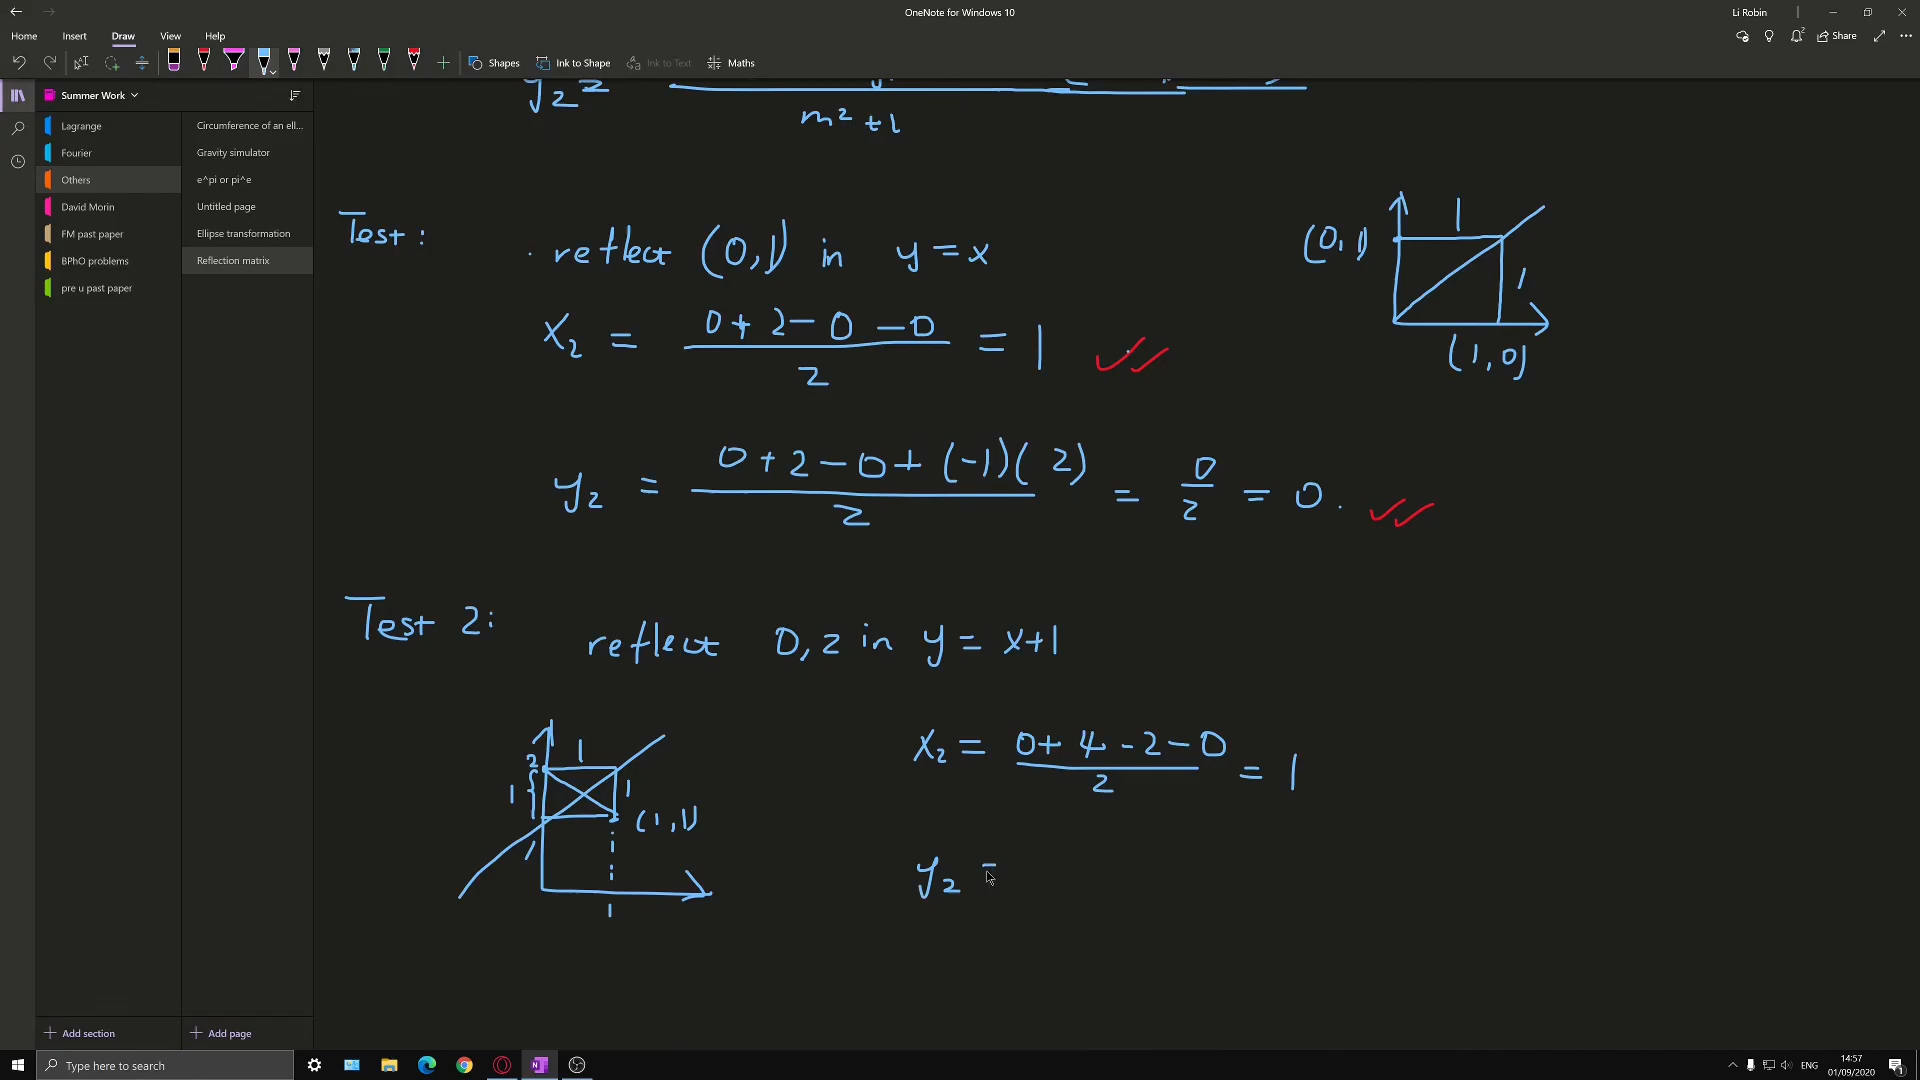 OneNote for Windows 10
Li Robin
Home Insert Draw View Help
Share
Shapes
Ink to Shape
Ink to Text
Maths
Summer Work
Lagrange
Fourier
Others
David Morin
FM past paper
BPhO problems
pre u past paper
Circumference of an ell...
Gravity simulator
e^pi or pi^e
Untitled page
Ellipse transformation
Reflection matrix
Add section
Add page
y₂ =
m² + 1
Test :
· reflect (0,1) in y = x
x₂ = (0 + 2 - 0 - 0)/2 = 1
y₂ = (0 + 2 - 0 + (-1)(2))/2 = 0/2 = 0.
(0,1)
1
1
(1,0)
Test 2:
reflect 0,2 in y = x+1
2
1
1
1
(1,1)
1
1
x₂ = (0 + 4 - 2 - 0)/2 = 1
y₂ =
Type here to search
ENG
14:57
01/09/2020